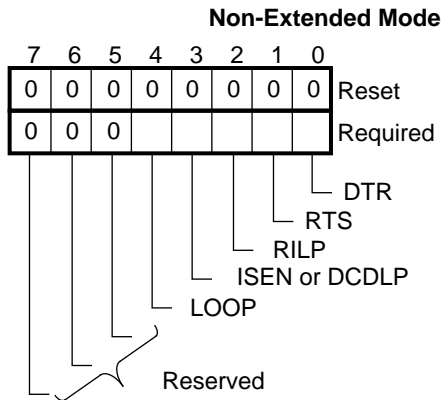 Non-Extended Mode
7 6 5 4 3 2 1 0
0 0 0 0 0 0 0 0 Reset
0 0 0 Required
DTR
RTS
RILP
ISEN or DCDLP
LOOP
Reserved